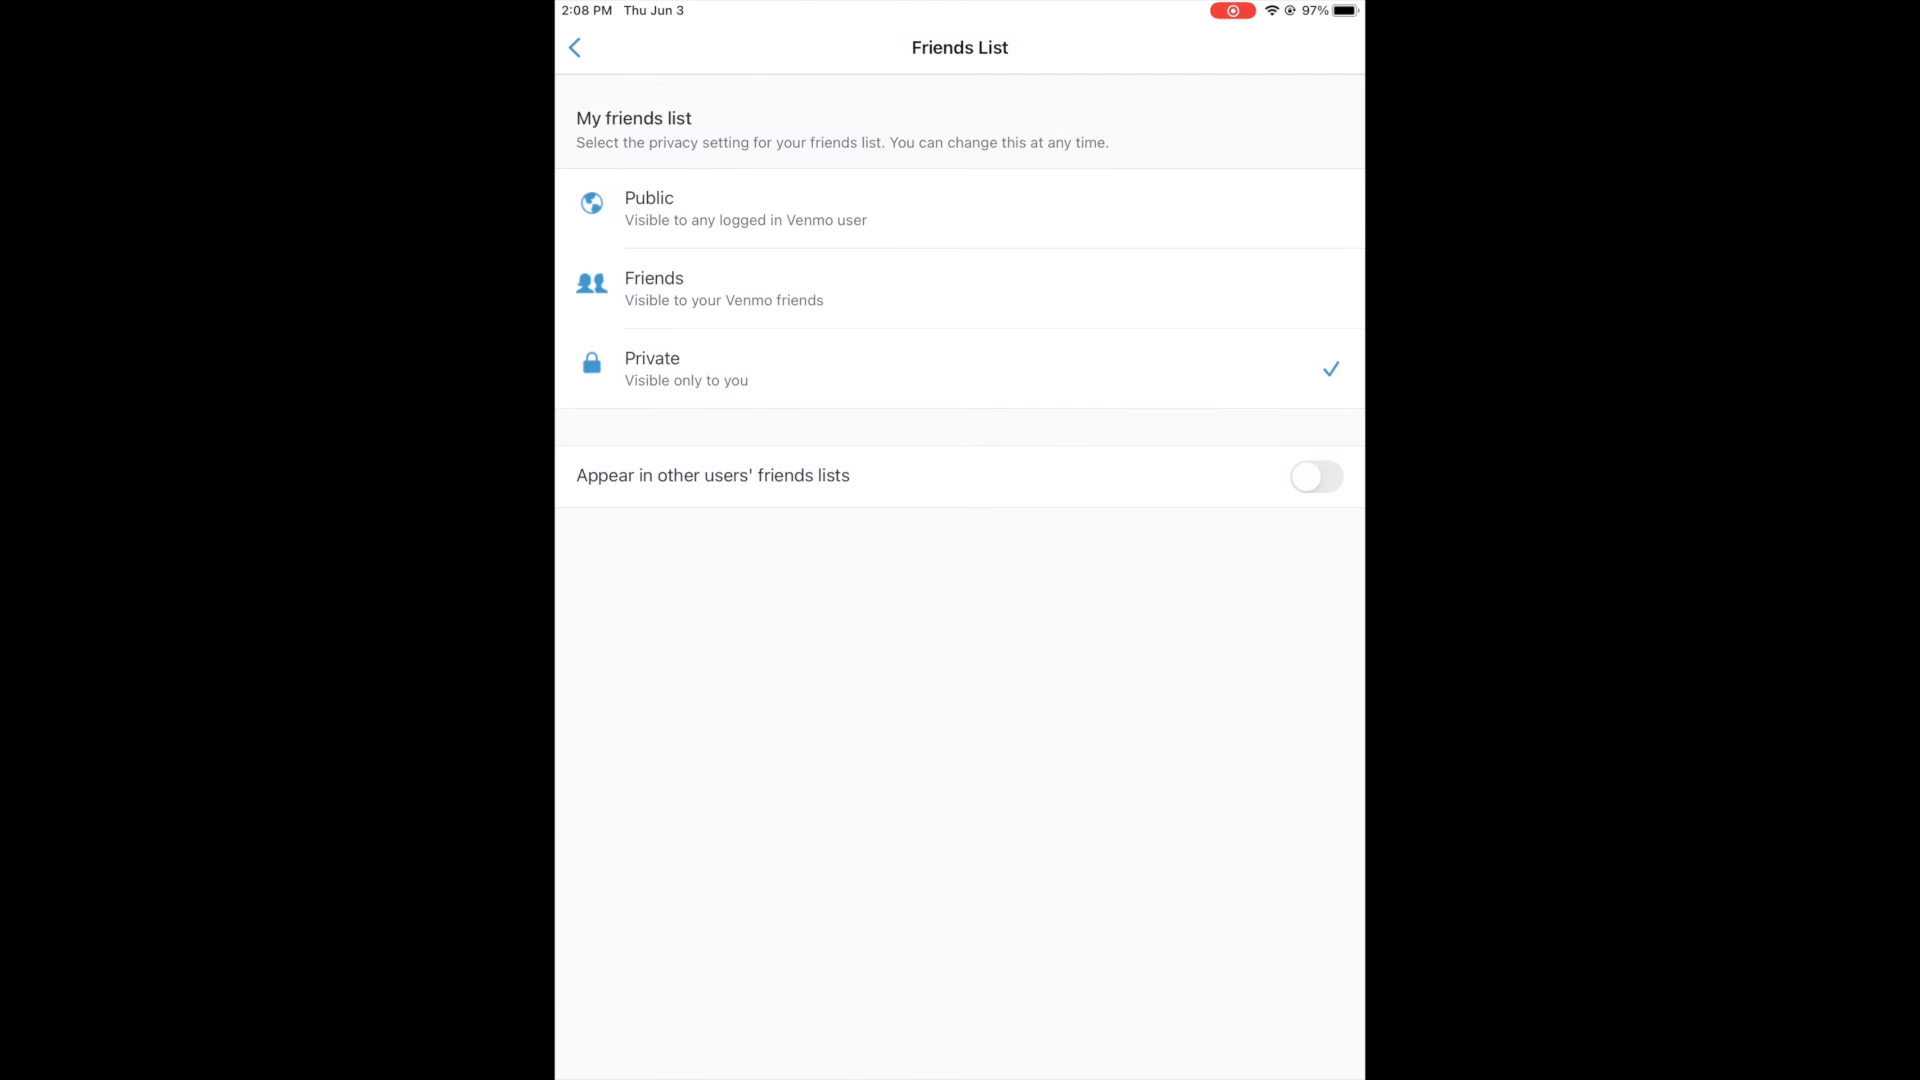 2:08 PM Thu Jun 3 97%
Friends List
My friends list
Select the privacy setting for your friends list. You can change this at any time.
Public
Visible to any logged in Venmo user
Friends
Visible to your Venmo friends
Private
Visible only to you
Appear in other users' friends lists